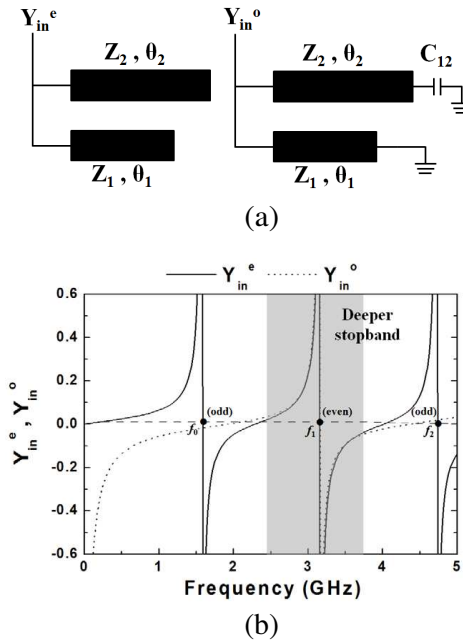 Y_in^e Y_in^o
Z_2 , θ_2 Z_2 , θ_2 C_12
Z_1 , θ_1 Z_1 , θ_1
(a)
Y_in^e Y_in^o
0.6
0.4
0.2
0.0
-0.2
-0.4
-0.6
Y_in^e , Y_in^o
Deeper
stopband
(odd) (even) (odd)
f_0 f_1 f_2
0 1 2 3 4 5
Frequency (GHz)
(b)